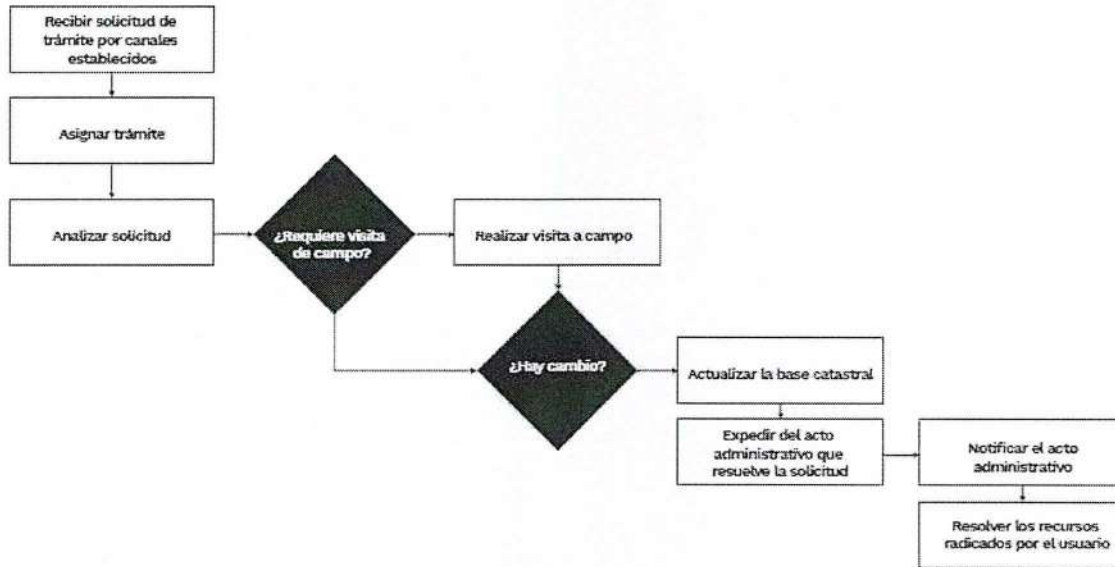 Recibir solicitud de
trámite por canales
establecidos
Asignar trámite
Analizar solicitud
¿Requiere visita
de campo?
Realizar visita a campo
¿Hay cambio?
Actualizar la base catastral
Expedir del acto
administrativo que
resuelve la solicitud
Notificar el acto
administrativo
Resolver los recursos
radicados por el usuario